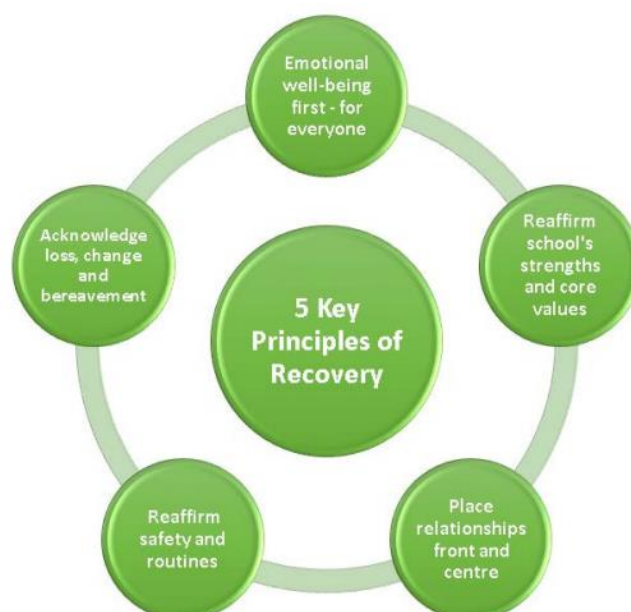 Emotional
well-being
first - for
everyone
Reaffirm
school's
strengths
and core
values
Place
relationships
front and
centre
Reaffirm
safety and
routines
Acknowledge
loss, change
and
bereavement
5 Key
Principles of
Recovery